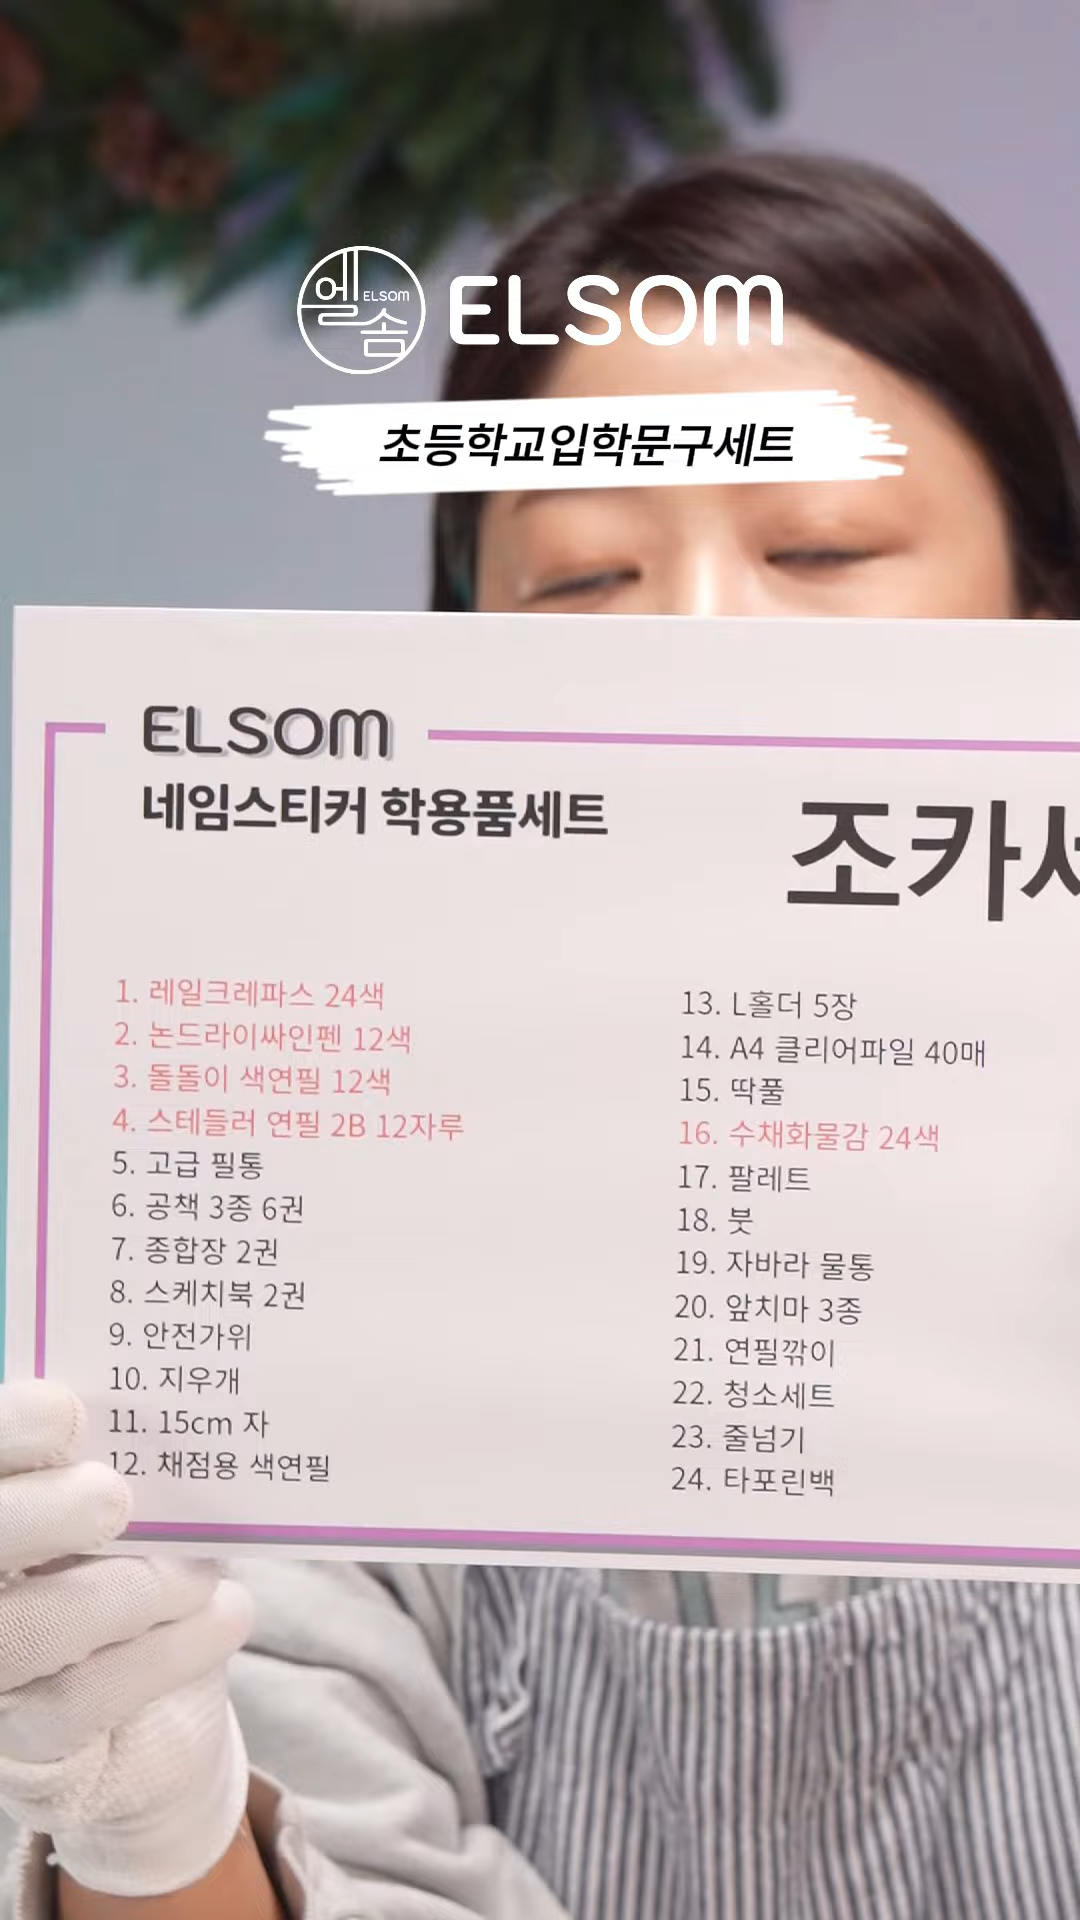 엘솜 ELSOM
ELSOM
초등학교입학문구세트
ELSOM
네임스티커 학용품세트
조카세
1. 레일크레파스 24색
2. 논드라이싸인펜 12색
3. 돌돌이 색연필 12색
4. 스테들러 연필 2B 12자루
5. 고급 필통
6. 공책 3종 6권
7. 종합장 2권
8. 스케치북 2권
9. 안전가위
10. 지우개
11. 15cm 자
12. 채점용 색연필
13. L홀더 5장
14. A4 클리어파일 40매
15. 딱풀
16. 수채화물감 24색
17. 팔레트
18. 붓
19. 자바라 물통
20. 앞치마 3종
21. 연필깎이
22. 청소세트
23. 줄넘기
24. 타포린백